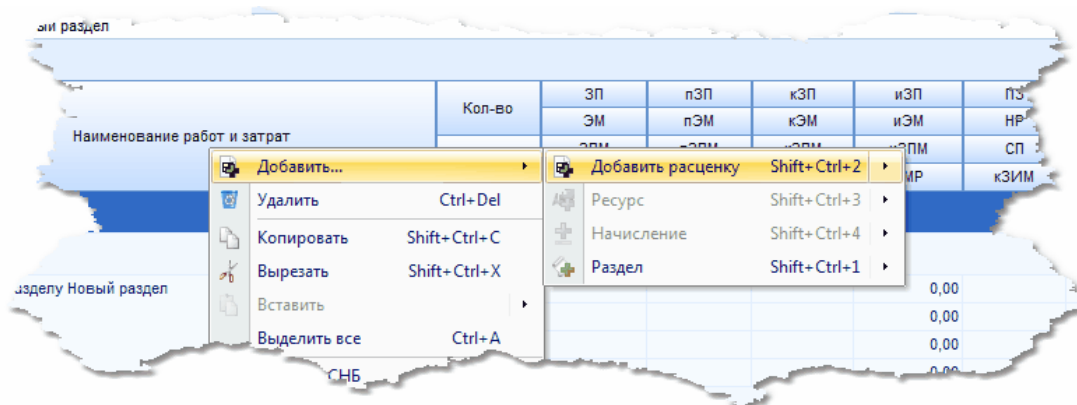 раздел
ЗП пЗП кЗП иЗП
Кол-во
ЭМ пЭМ кЭМ иЭМ НР
Наименование работ и затрат
СП
Добавить... Добавить расценку Shift+Ctrl+2
кЗИМ
Удалить Ctrl+Del Ресурс Shift+Ctrl+3
Копировать Shift+Ctrl+C Начисление Shift+Ctrl+4
Вырезать Shift+Ctrl+X Раздел Shift+Ctrl+1
Новый раздел 0,00
Вставить
0,00
Выделить все Ctrl+A 0,00
СНБ